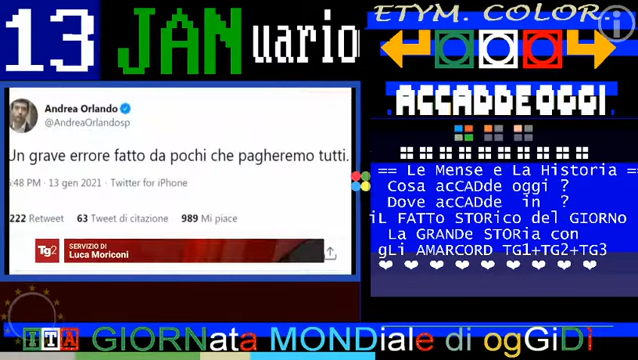 13 JANuario
ETYM. COLOR.
i
ACCADDEOGGI
Andrea Orlando
@AndreaOrlandosp
Un grave errore fatto da pochi che pagheremo tutti.
:48 PM · 13 gen 2021 · Twitter for iPhone
222 Retweet 63 Tweet di citazione 989 Mi piace
Tg2 SERVIZIO DI
Luca Moriconi
== Le Mense e La Historia ==
Cosa acCADde oggi ?
Dove acCADde in ?
iL FATTo STORico del GIORNo
La GRANDe STORia con
gLi AMARCORD TG1+TG2+TG3
ITA GIORNata MONDiale di ogGiDì